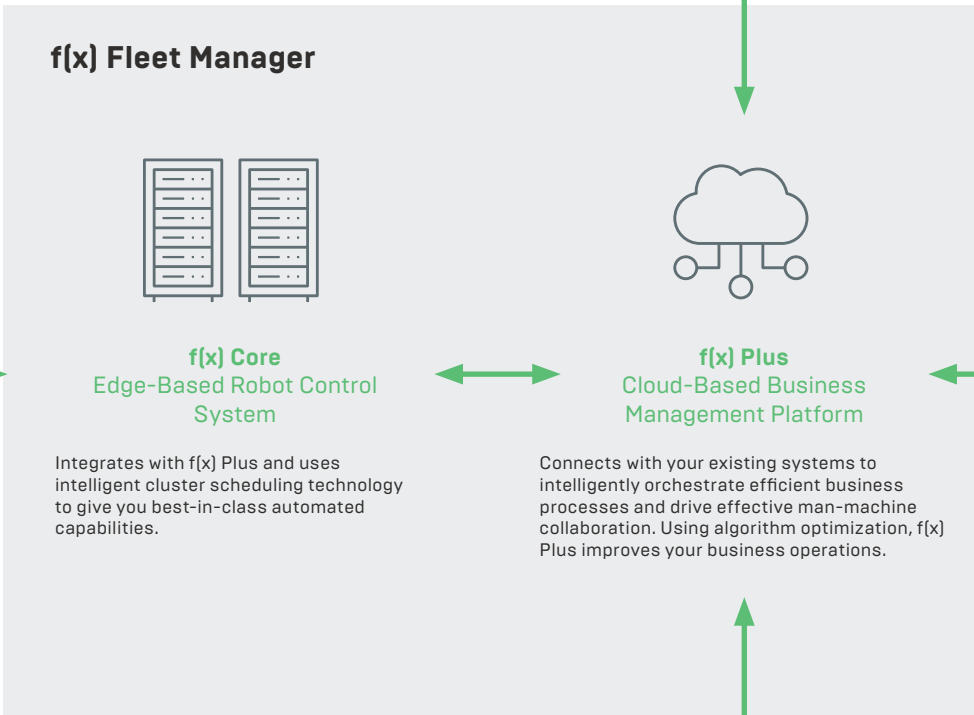 f(x) Fleet Manager
f(x) Core
Edge-Based Robot Control
System
Integrates with f(x) Plus and uses
intelligent cluster scheduling technology
to give you best-in-class automated
capabilities.
f(x) Plus
Cloud-Based Business
Management Platform
Connects with your existing systems to
intelligently orchestrate efficient business
processes and drive effective man-machine
collaboration. Using algorithm optimization, f(x)
Plus improves your business operations.